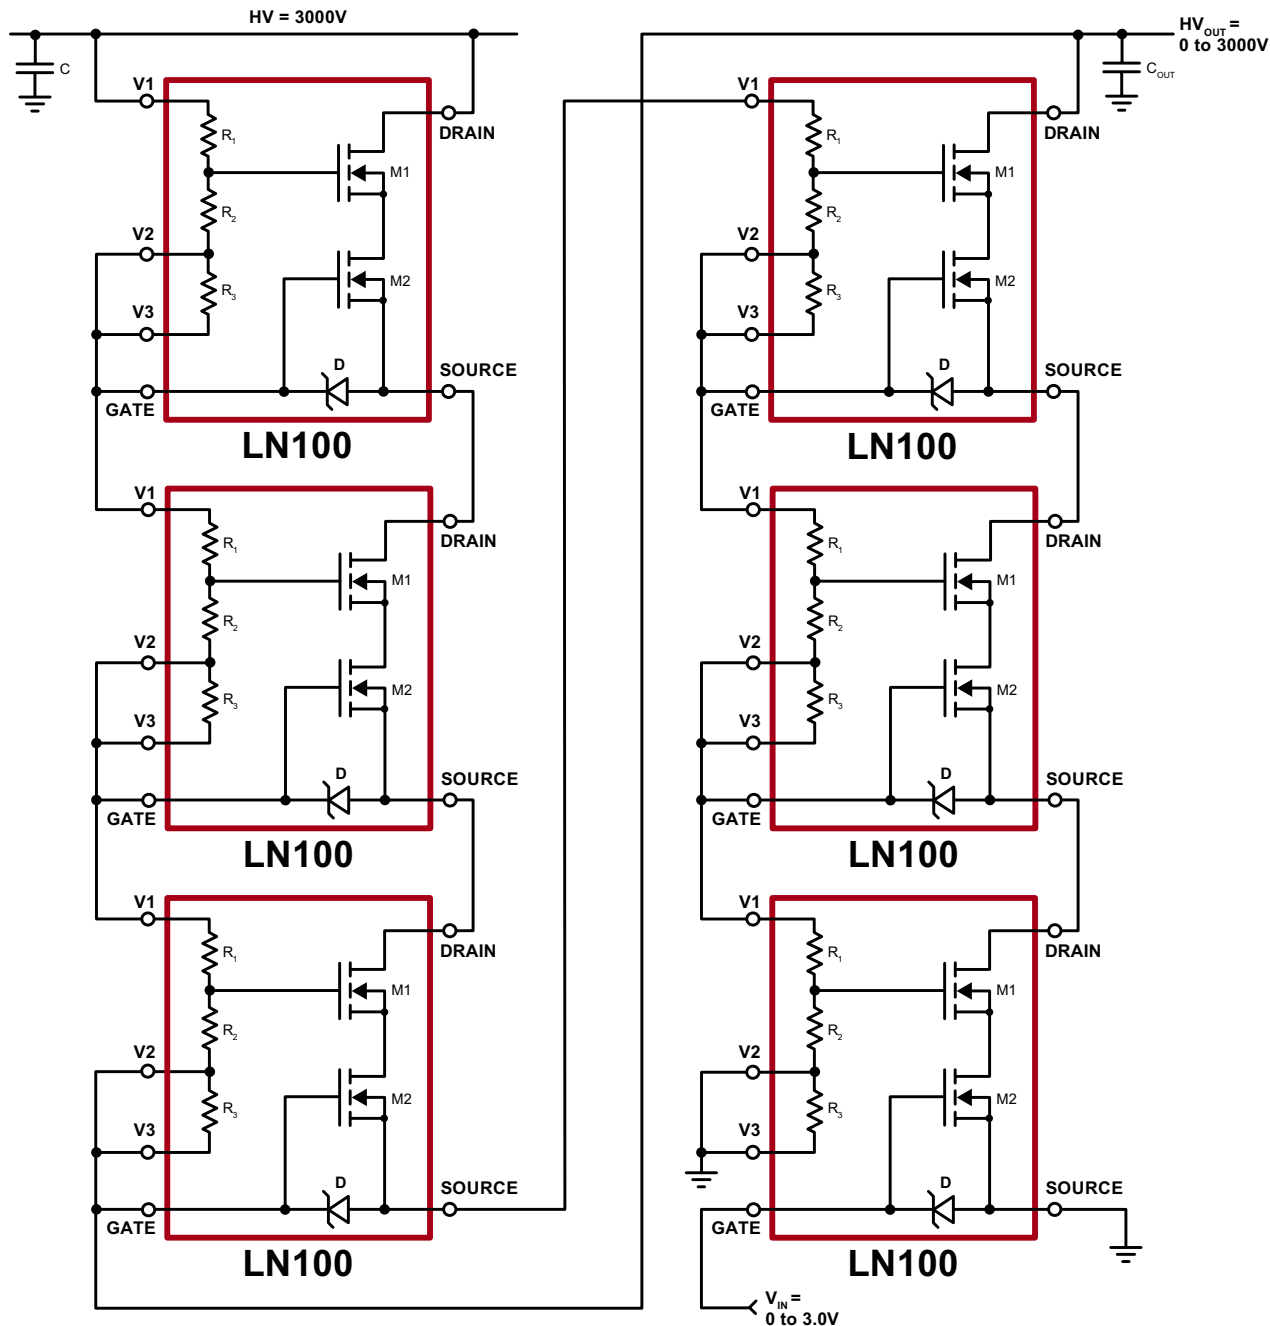 HV = 3000V
C
V1
DRAIN
R1
M1
R2
V2
M2
R3
V3
D
SOURCE
GATE
LN100
V1
DRAIN
R1
M1
R2
V2
M2
R3
V3
D
SOURCE
GATE
LN100
V1
DRAIN
R1
M1
R2
V2
M2
R3
V3
D
SOURCE
GATE
LN100
HVOUT =
0 to 3000V
COUT
V1
DRAIN
R1
M1
R2
V2
M2
R3
V3
D
SOURCE
GATE
LN100
V1
DRAIN
R1
M1
R2
V2
M2
R3
V3
D
SOURCE
GATE
LN100
V1
DRAIN
R1
M1
R2
V2
M2
R3
V3
D
SOURCE
GATE
LN100
VIN =
0 to 3.0V